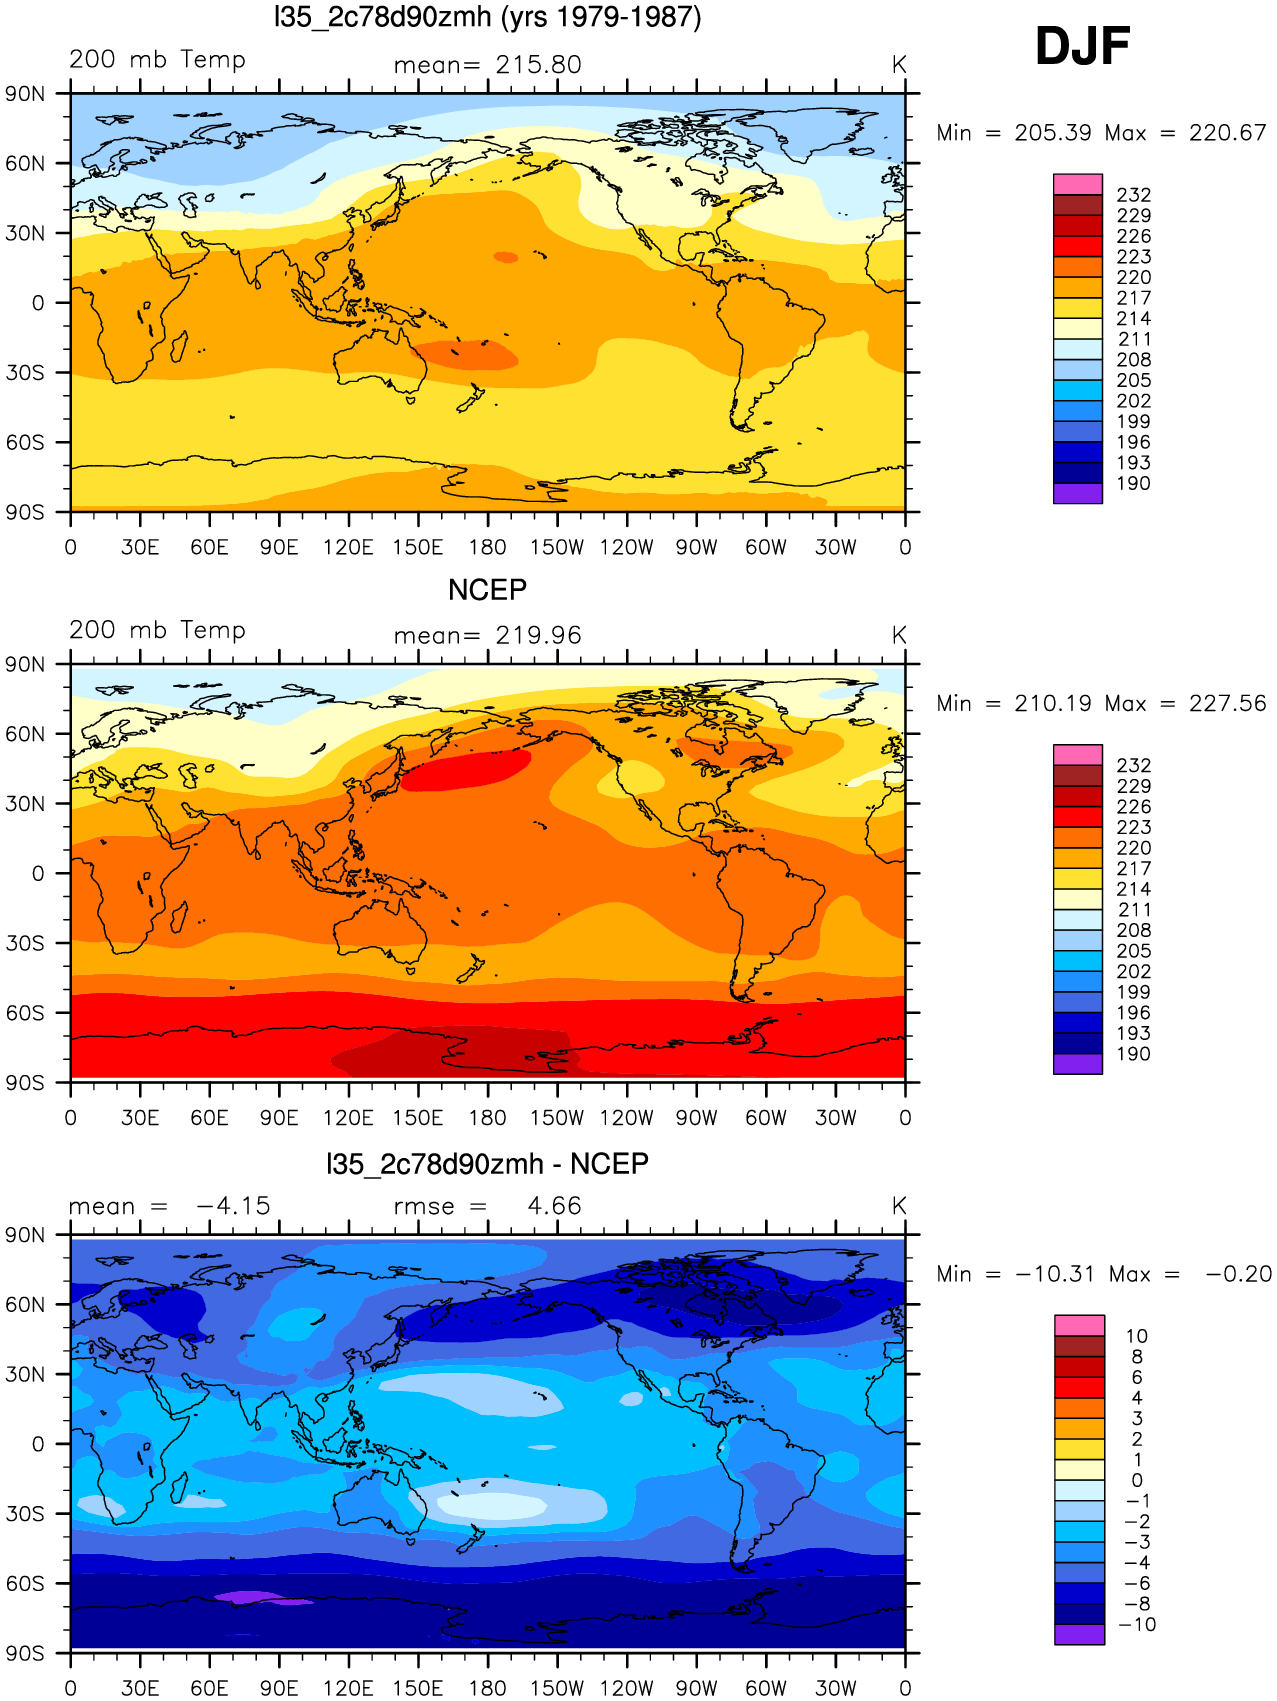 l35_2c78d90zmh (yrs 1979-1987)
DJF
200 mb Temp mean= 215.80 K
Min = 205.39 Max = 220.67
90N
60N
30N
0
30S
60S
90S
0 30E 60E 90E 120E 150E 180 150W 120W 90W 60W 30W 0
232
229
226
223
220
217
214
211
208
205
202
199
196
193
190
NCEP
200 mb Temp mean= 219.96 K
Min = 210.19 Max = 227.56
90N
60N
30N
0
30S
60S
90S
0 30E 60E 90E 120E 150E 180 150W 120W 90W 60W 30W 0
232
229
226
223
220
217
214
211
208
205
202
199
196
193
190
l35_2c78d90zmh - NCEP
mean = −4.15 rmse = 4.66 K
Min = −10.31 Max = −0.20
90N
60N
30N
0
30S
60S
90S
0 30E 60E 90E 120E 150E 180 150W 120W 90W 60W 30W 0
10
8
6
4
3
2
1
0
−1
−2
−3
−4
−6
−8
−10